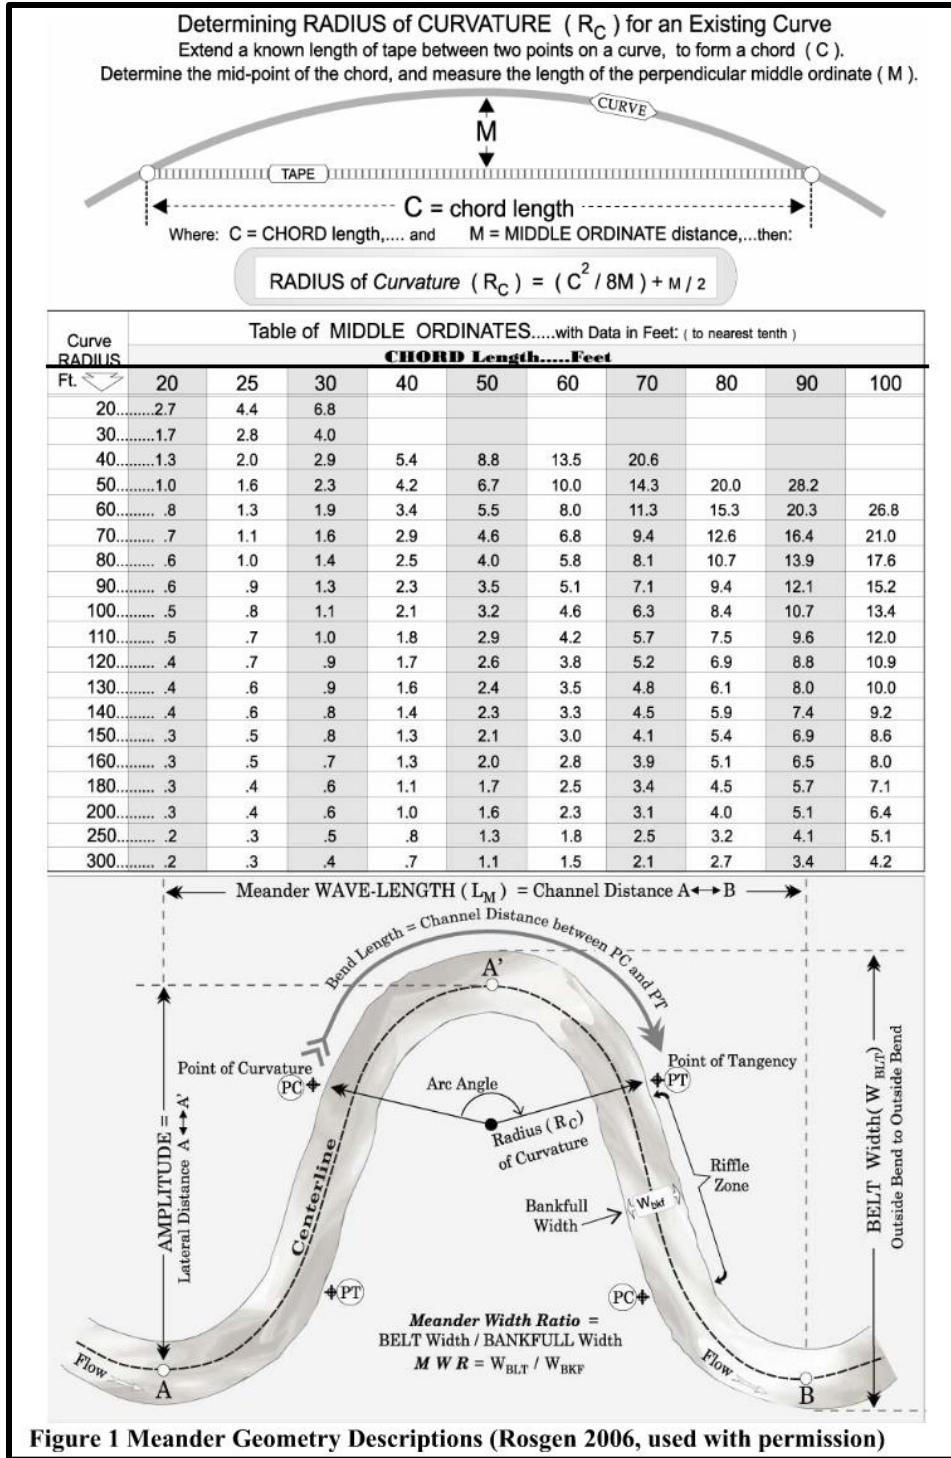 Determining RADIUS of CURVATURE ( R_C ) for an Existing Curve
Extend a known length of tape between two points on a curve, to form a chord ( C ).
Determine the mid-point of the chord, and measure the length of the perpendicular middle ordinate ( M ).
CURVE
M
TAPE
C = chord length
Where: C = CHORD length,.... and M = MIDDLE ORDINATE distance,...then:
RADIUS of Curvature ( R_C ) = ( C² / 8M ) + M / 2
Table of MIDDLE ORDINATES.....with Data in Feet: ( to nearest tenth )
Curve
RADIUS
CHORD Length.....Feet
Ft. 20 25 30 40 50 60 70 80 90 100
20.........2.7 4.4 6.8
30.........1.7 2.8 4.0
40.........1.3 2.0 2.9 5.4 8.8 13.5 20.6
50.........1.0 1.6 2.3 4.2 6.7 10.0 14.3 20.0 28.2
60......... .8 1.3 1.9 3.4 5.5 8.0 11.3 15.3 20.3 26.8
70......... .7 1.1 1.6 2.9 4.6 6.8 9.4 12.6 16.4 21.0
80......... .6 1.0 1.4 2.5 4.0 5.8 8.1 10.7 13.9 17.6
90......... .6 .9 1.3 2.3 3.5 5.1 7.1 9.4 12.1 15.2
100......... .5 .8 1.1 2.1 3.2 4.6 6.3 8.4 10.7 13.4
110......... .5 .7 1.0 1.8 2.9 4.2 5.7 7.5 9.6 12.0
120......... .4 .7 .9 1.7 2.6 3.8 5.2 6.9 8.8 10.9
130......... .4 .6 .9 1.6 2.4 3.5 4.8 6.1 8.0 10.0
140......... .4 .6 .8 1.4 2.3 3.3 4.5 5.9 7.4 9.2
150......... .3 .5 .8 1.3 2.1 3.0 4.1 5.4 6.9 8.6
160......... .3 .5 .7 1.3 2.0 2.8 3.9 5.1 6.5 8.0
180......... .3 .4 .6 1.1 1.7 2.5 3.4 4.5 5.7 7.1
200......... .3 .4 .6 1.0 1.6 2.3 3.1 4.0 5.1 6.4
250......... .2 .3 .5 .8 1.3 1.8 2.5 3.2 4.1 5.1
300......... .2 .3 .4 .7 1.1 1.5 2.1 2.7 3.4 4.2
Meander WAVE-LENGTH ( L_M ) = Channel Distance A↔B
Bend Length = Channel Distance between PC and PT
A'
Point of Curvature
PC
Arc Angle
Point of Tangency
PT
Radius ( R_C )
of Curvature
AMPLITUDE =
Lateral Distance A ↔ A'
BELT Width( W_BLT )
Outside Bend to Outside Bend
Centerline
Riffle
Zone
Bankfull
Width
W_bkf
PT
PC
Meander Width Ratio =
BELT Width / BANKFULL Width
M W R = W_BLT / W_BKF
Flow
A
Flow
B
Figure 1 Meander Geometry Descriptions (Rosgen 2006, used with permission)